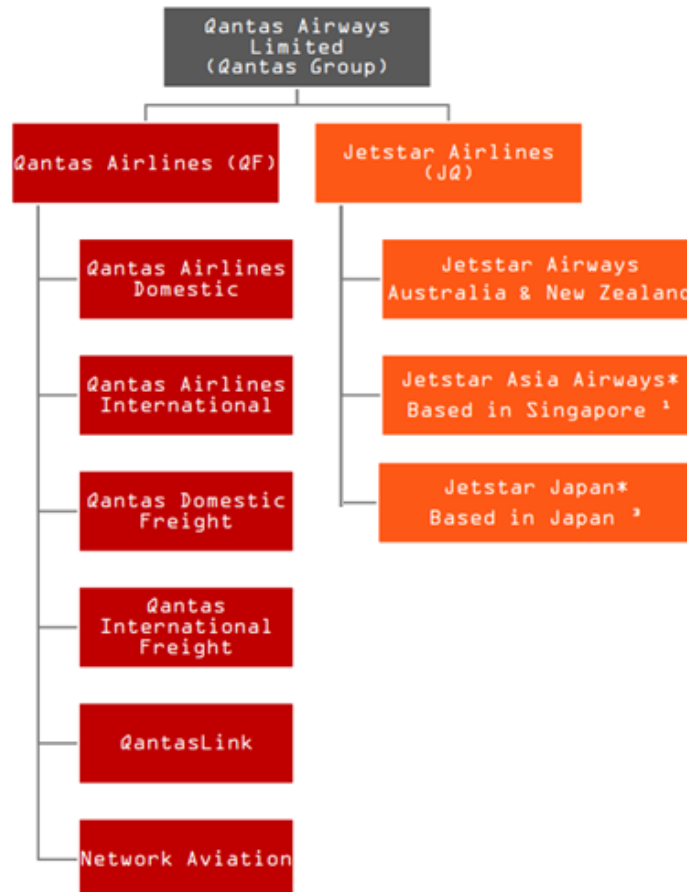 Qantas Airways
Limited
(Qantas Group)
Qantas Airlines (QF)
Jetstar Airlines
(JQ)
Qantas Airlines
Domestic
Qantas Airlines
International
Qantas Domestic
Freight
Qantas
International
Freight
QantasLink
Network Aviation
Jetstar Airways
Australia & New Zealand
Jetstar Asia Airways*
Based in Singapore ¹
Jetstar Japan*
Based in Japan ³